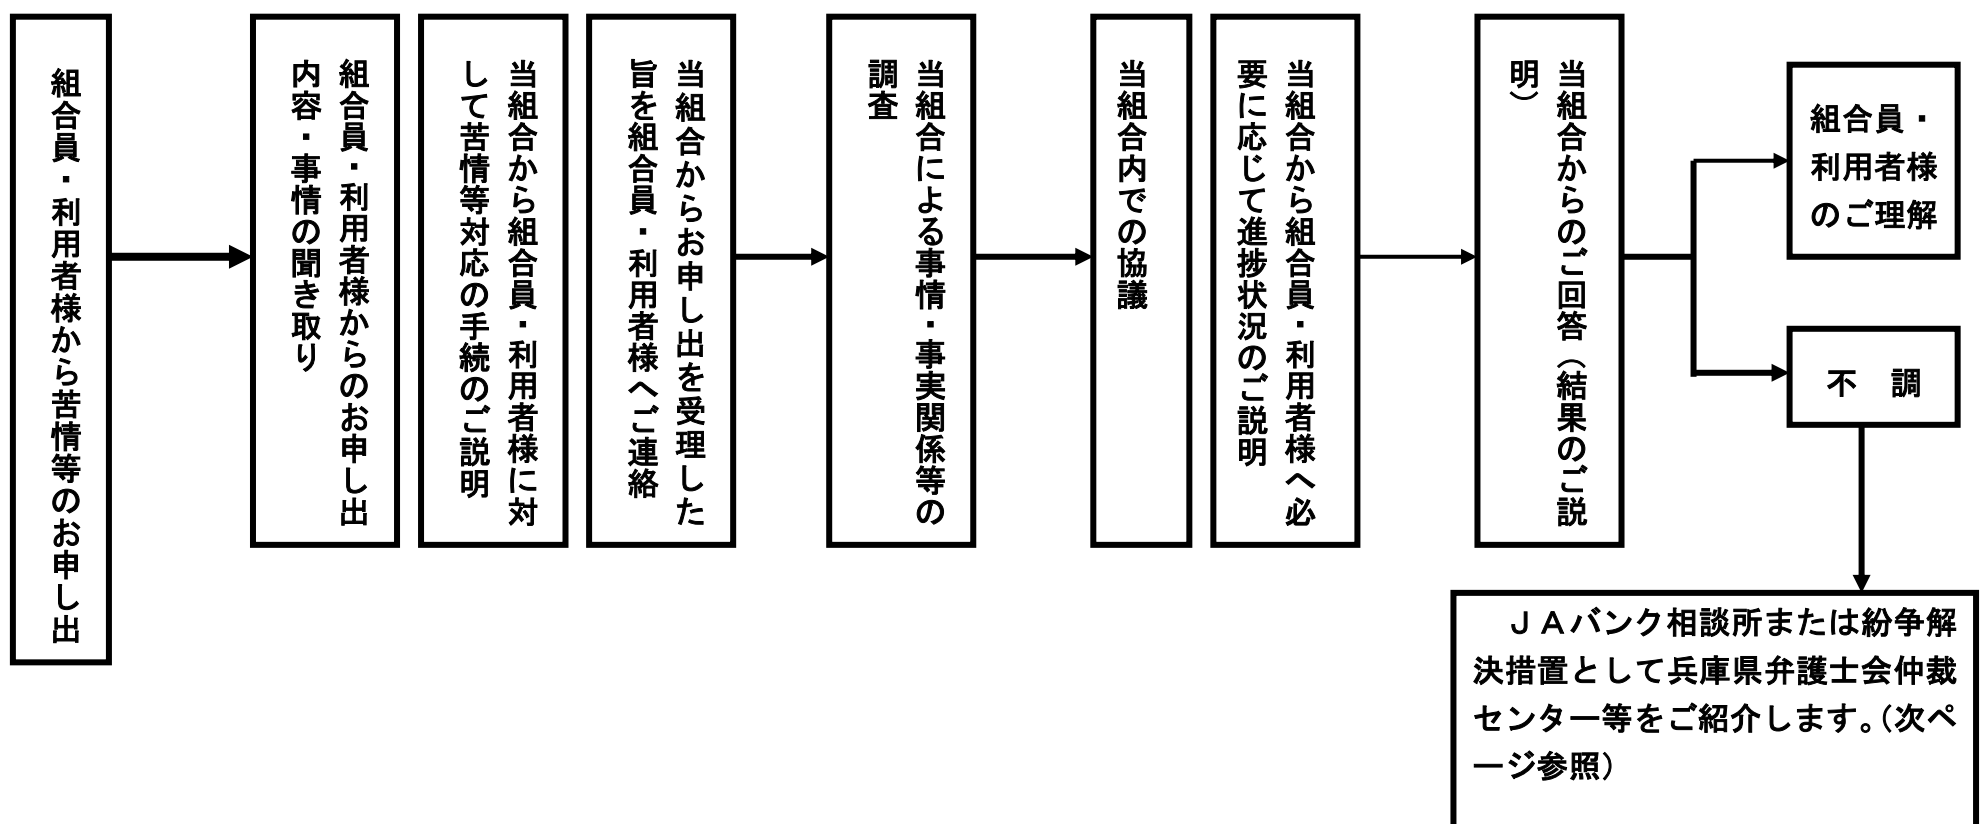 組合員・利用者様から苦情等のお申し出
組合員・利用者様からのお申し出
内容・事情の聞き取り
当組合から組合員・利用者様に対
して苦情等対応の手続のご説明
当組合からお申し出を受理した
旨を組合員・利用者様へご連絡
当組合による事情・事実関係等の
調査
当組合内での協議
当組合から組合員・利用者様へ必
要に応じて進捗状況のご説明
当組合からのご回答（結果のご説
明）
組合員・
利用者様
のご理解
不　調
ＪＡバンク相談所または紛争解
決措置として兵庫県弁護士会仲裁
センター等をご紹介します。（次ペ
ージ参照）